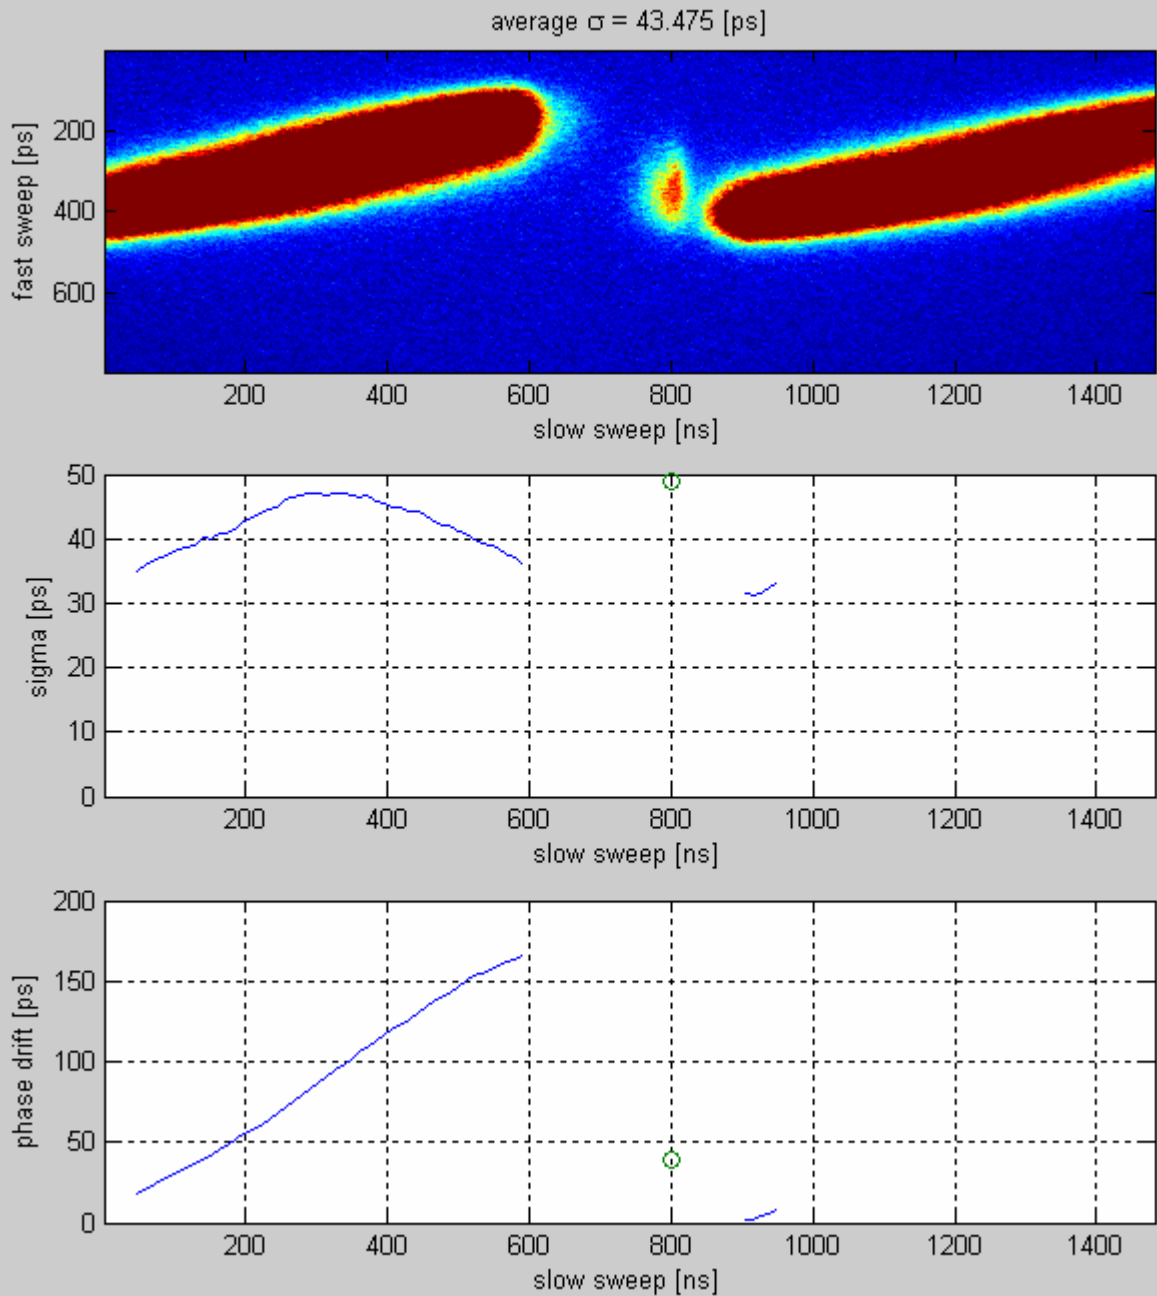 average σ = 43.475 [ps]
fast sweep [ps]
200
400
600
200 400 600 800 1000 1200 1400
slow sweep [ns]
sigma [ps]
50
40
30
20
10
0
200 400 600 800 1000 1200 1400
slow sweep [ns]
phase drift [ps]
200
150
100
50
0
200 400 600 800 1000 1200 1400
slow sweep [ns]